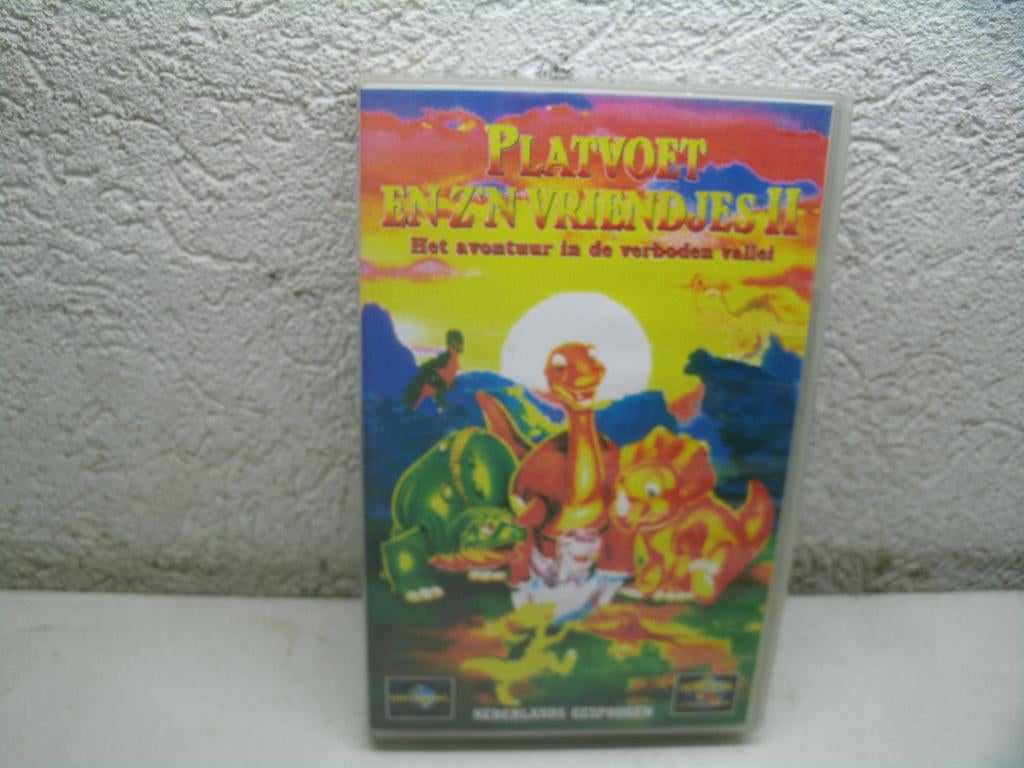 PLATVOET
EN Z'N VRIENDJES II
Het avontuur in de verboden vallei
NEDERLANDS GESPROKEN